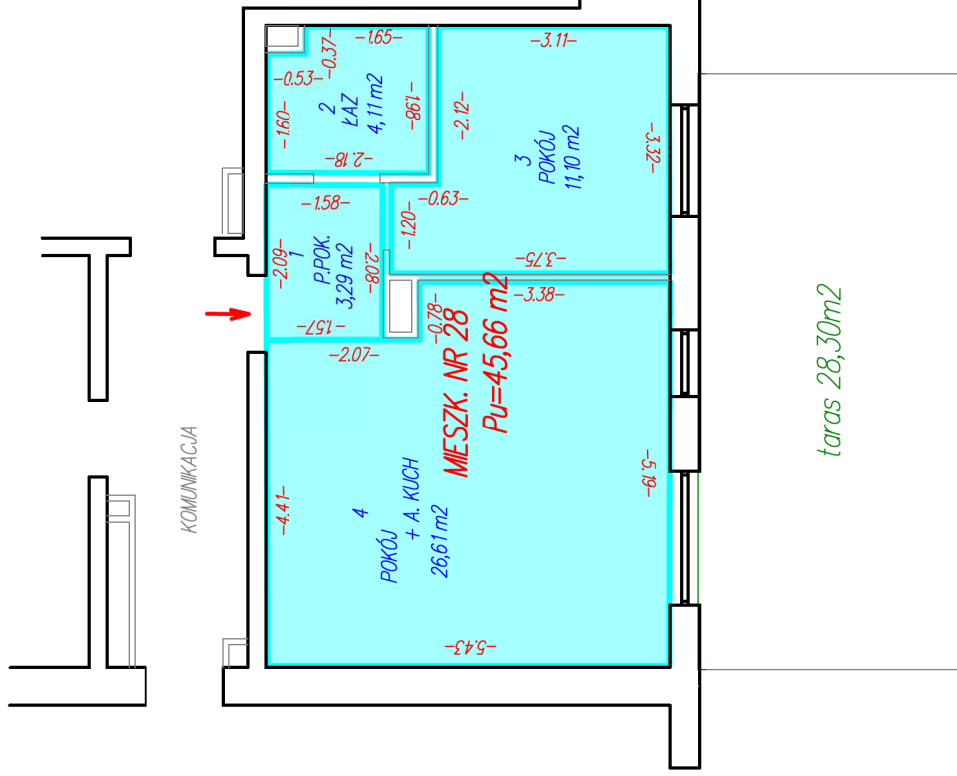 -1.65-
-0.37-
-0.53-
-1.60-
2
ŁAZ
4,11 m2
-1.98-
-2.18-
-3.11-
-2.12-
3
POKÓJ
11,10 m2
-3.32-
-0.63-
-1.20-
-3.75-
-1.58-
-2.09-
1
P.POK.
3,29 m2
-2.08-
-1.57-
-2.07-
-0.78-
-3.38-
MIESZK. NR 28
Pu=45,66 m2
-4.41-
4
POKÓJ
+ A. KUCH
26,61 m2
-5.19-
-5.43-
KOMUNIKACJA
taras 28,30m2